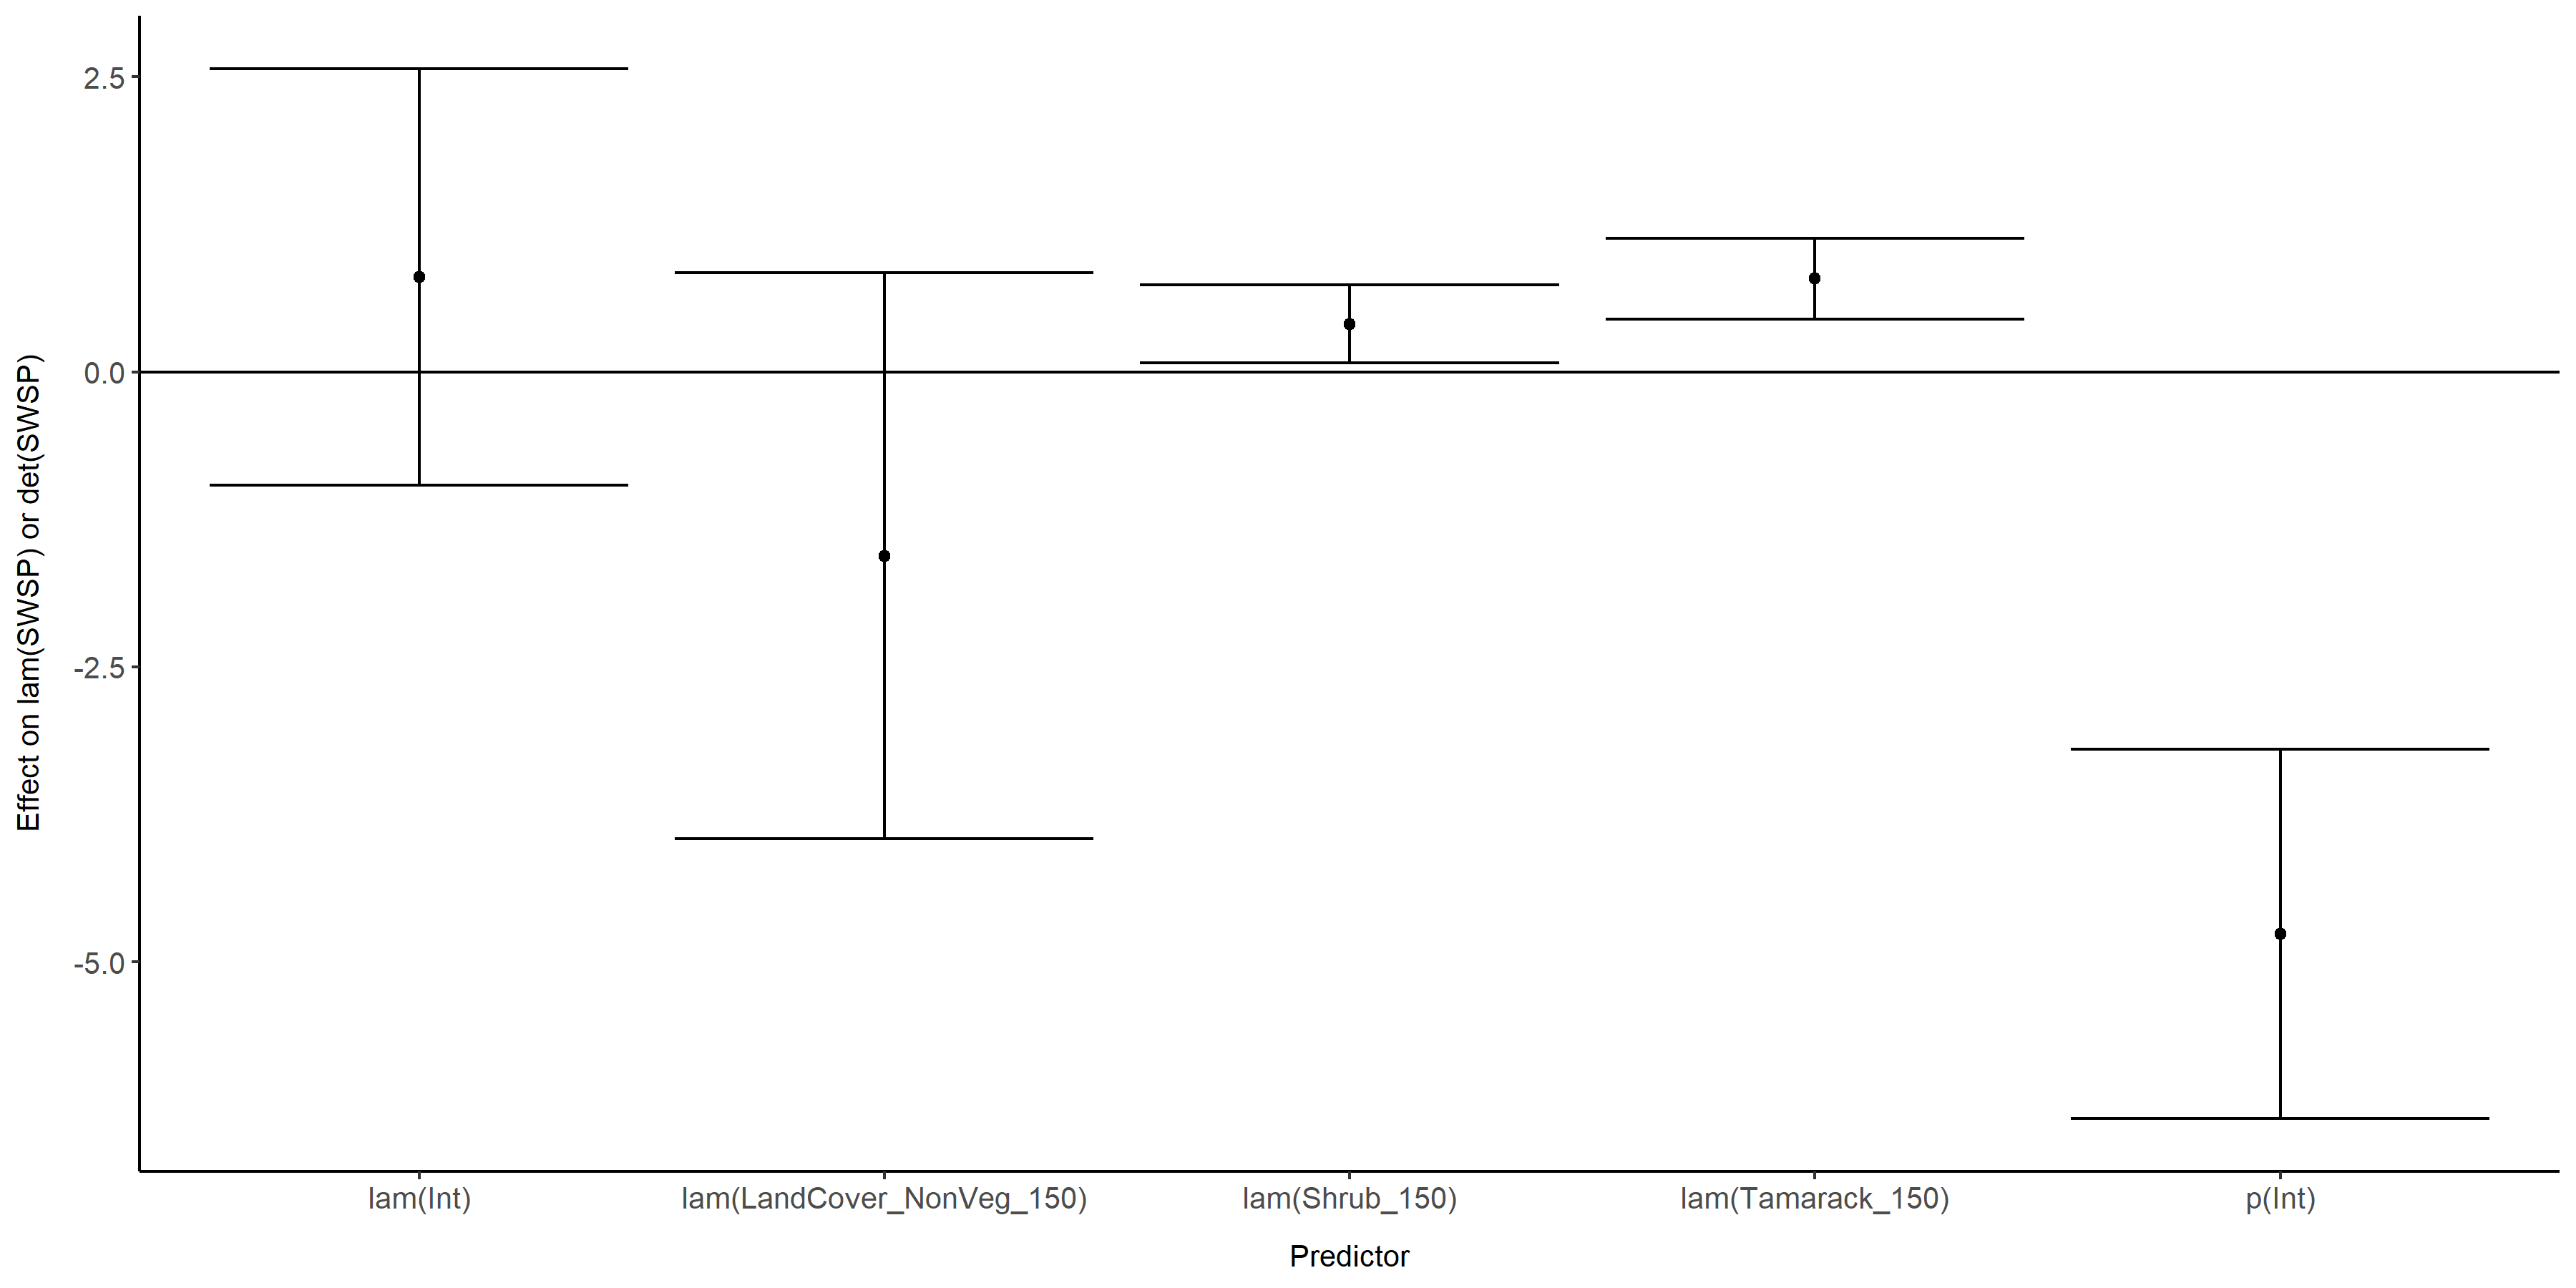 Effect on lam(SWSP) or det(SWSP)
2.5
0.0
-2.5
-5.0
lam(Int) lam(LandCover_NonVeg_150) lam(Shrub_150) lam(Tamarack_150) p(Int)
Predictor